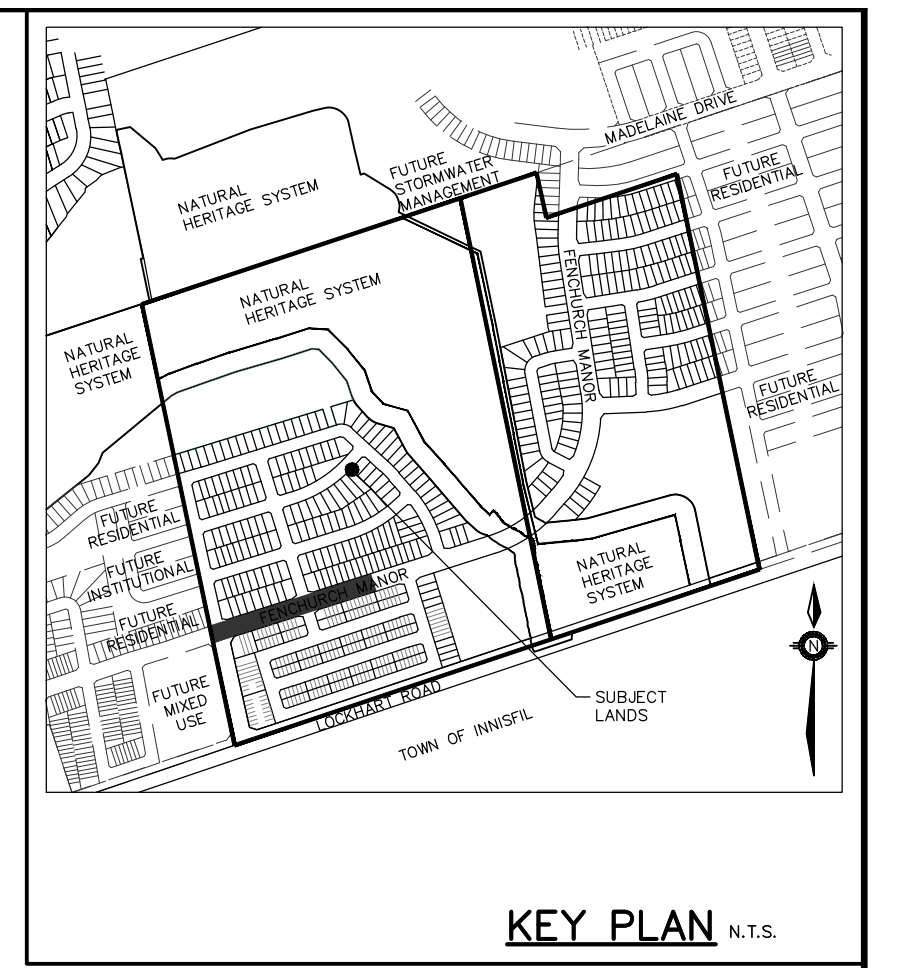 MADELAINE DRIVE
FUTURE
STORMWATER
MANAGEMENT
FUTURE
RESIDENTIAL
NATURAL
HERITAGE SYSTEM
NATURAL
HERITAGE SYSTEM
NATURAL
HERITAGE
SYSTEM
FENCHURCH MANOR
FUTURE
RESIDENTIAL
FUTURE
RESIDENTIAL
FUTURE
INSTITUTIONAL
FUTURE
RESIDENTIAL
FENCHURCH MANOR
NATURAL
HERITAGE
SYSTEM
FUTURE
MIXED
USE
LOCKHART ROAD
TOWN OF INNISFIL
SUBJECT
LANDS
N
KEY PLAN N.T.S.